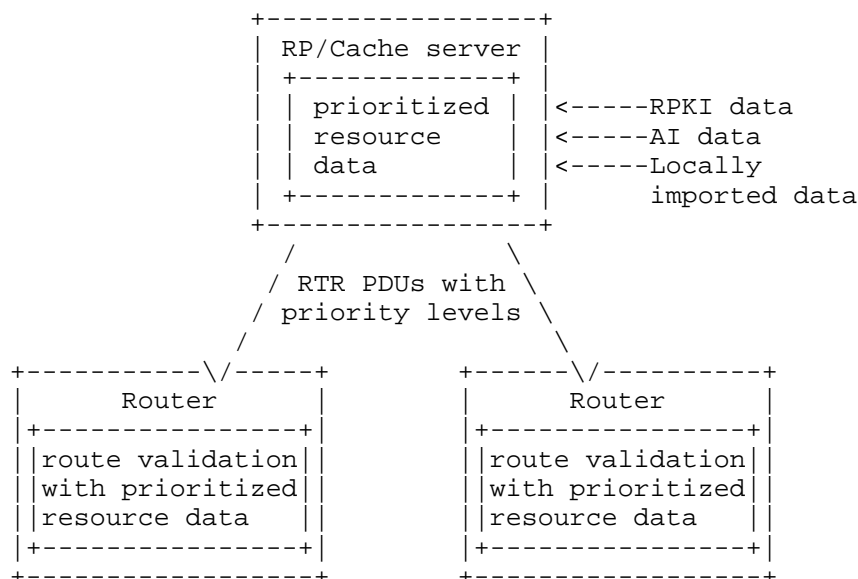 RP/Cache server
prioritized <-----RPKI data
resource <-----AI data
data <-----Locally
imported data
RTR PDUs with
priority levels
Router Router
route validation route validation
with prioritized with prioritized
resource data resource data